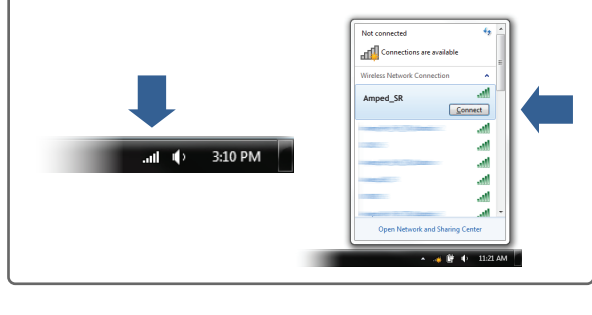 3:10 PM
Not connected
Connections are available
Wireless Network Connection
Amped_SR
Connect
Open Network and Sharing Center
11:21 AM